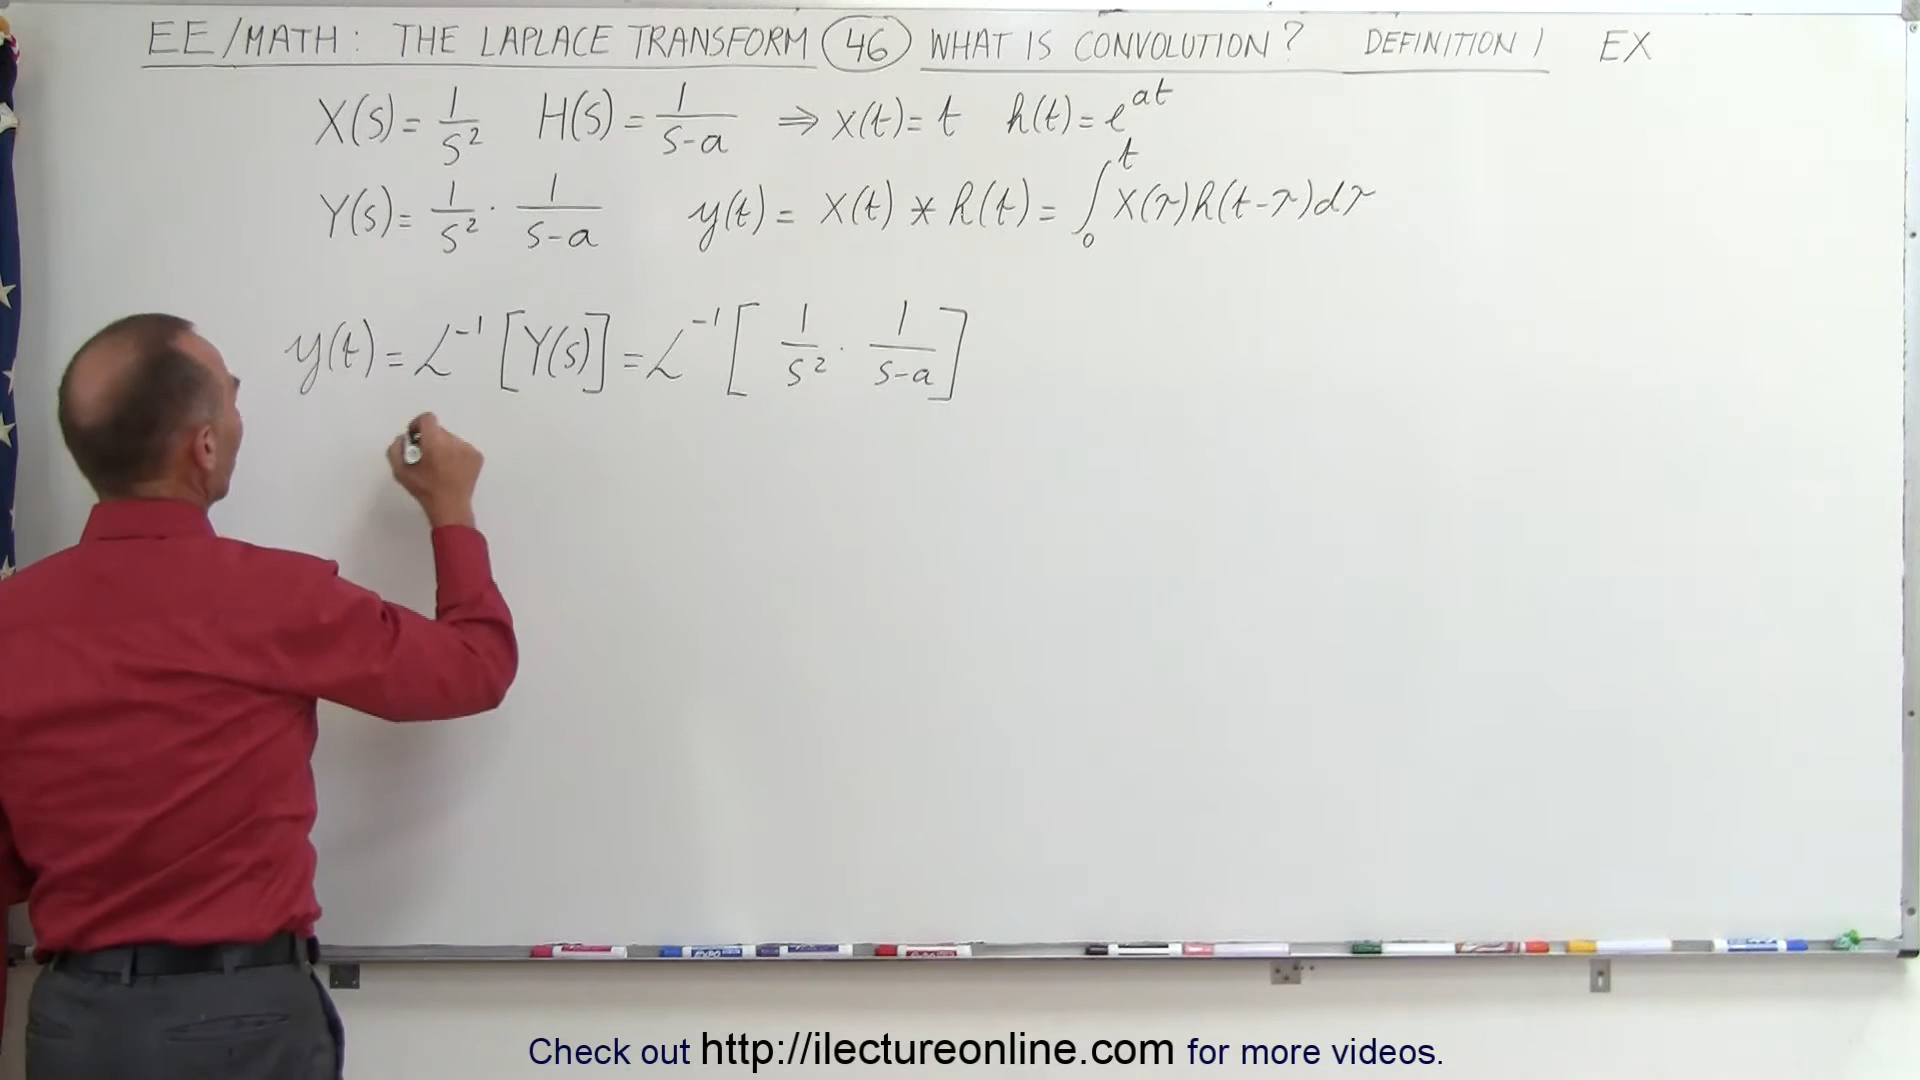 EE/MATH: THE LAPLACE TRANSFORM 46 WHAT IS CONVOLUTION? DEFINITION 1 EX
X(s) = 1/s² H(s) = 1/(s-a) ⇒ x(t) = t h(t) = e^at
Y(s) = 1/s² · 1/(s-a) y(t) = x(t) * h(t) = ∫₀ᵗ x(τ)h(t-τ)dτ
y(t) = ℒ⁻¹ [Y(s)] = ℒ⁻¹ [1/s² · 1/(s-a)]
Check out http://ilectureonline.com for more videos.